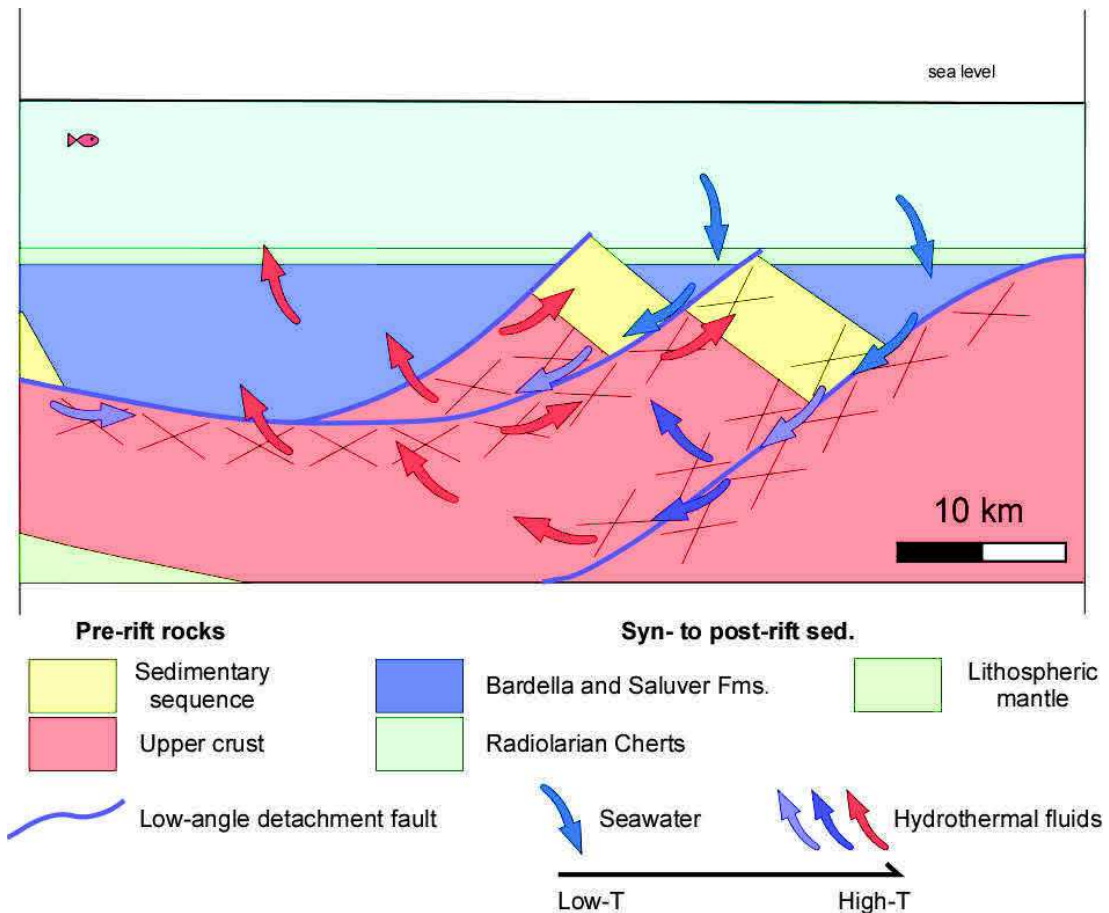 sea level
10 km
Pre-rift rocks
Syn- to post-rift sed.
Sedimentary
sequence
Bardella and Saluver Fms.
Lithospheric
mantle
Upper crust
Radiolarian Cherts
Low-angle detachment fault
Seawater
Hydrothermal fluids
Low-T
High-T